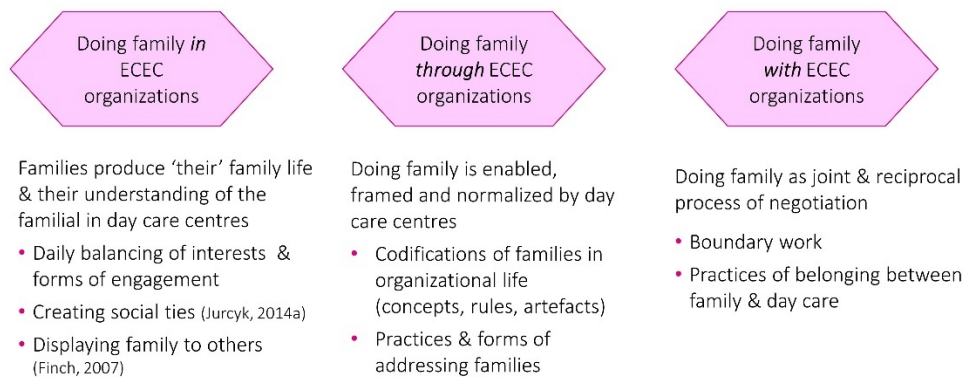 Doing family in
ECEC
organizations
Families produce ‘their’ family life
& their understanding of the
familial in day care centres
• Daily balancing of interests &
forms of engagement
• Creating social ties (Jurcyk, 2014a)
• Displaying family to others
(Finch, 2007)
Doing family
through ECEC
organizations
Doing family is enabled,
framed and normalized by day
care centres
• Codifications of families in
organizational life
(concepts, rules, artefacts)
• Practices & forms of
addressing families
Doing family
with ECEC
organizations
Doing family as joint & reciprocal
process of negotiation
• Boundary work
• Practices of belonging between
family & day care